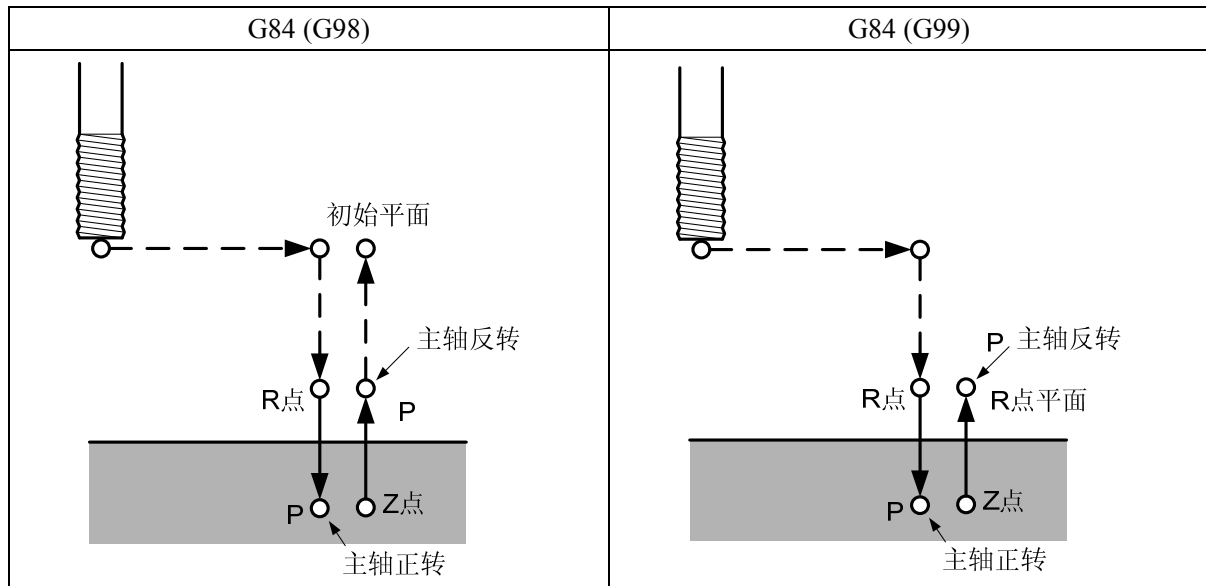 G84 (G98)
G84 (G99)
初始平面
主轴反转
R点
P
P
Z点
主轴正转
P
主轴反转
R点
R点平面
P
Z点
主轴正转